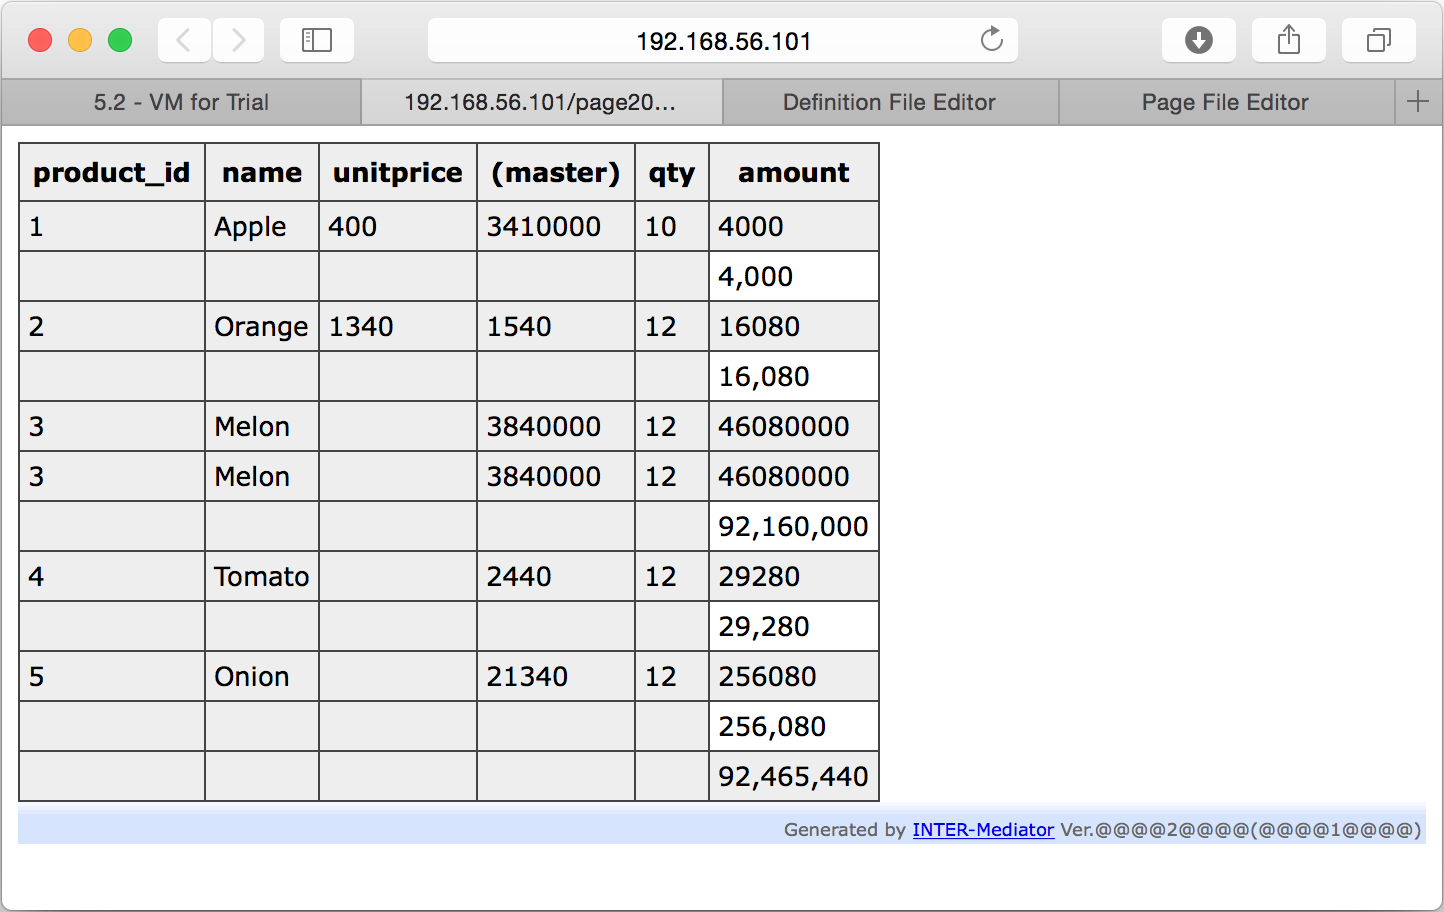 192.168.56.101
5.2 - VM for Trial 192.168.56.101/page20... Definition File Editor Page File Editor
product_id name unitprice (master) qty amount
1 Apple 400 3410000 10 4000
4,000
2 Orange 1340 1540 12 16080
16,080
3 Melon 3840000 12 46080000
3 Melon 3840000 12 46080000
92,160,000
4 Tomato 2440 12 29280
29,280
5 Onion 21340 12 256080
256,080
92,465,440
Generated by INTER-Mediator Ver.@@@@2@@@@(@@@@1@@@@)